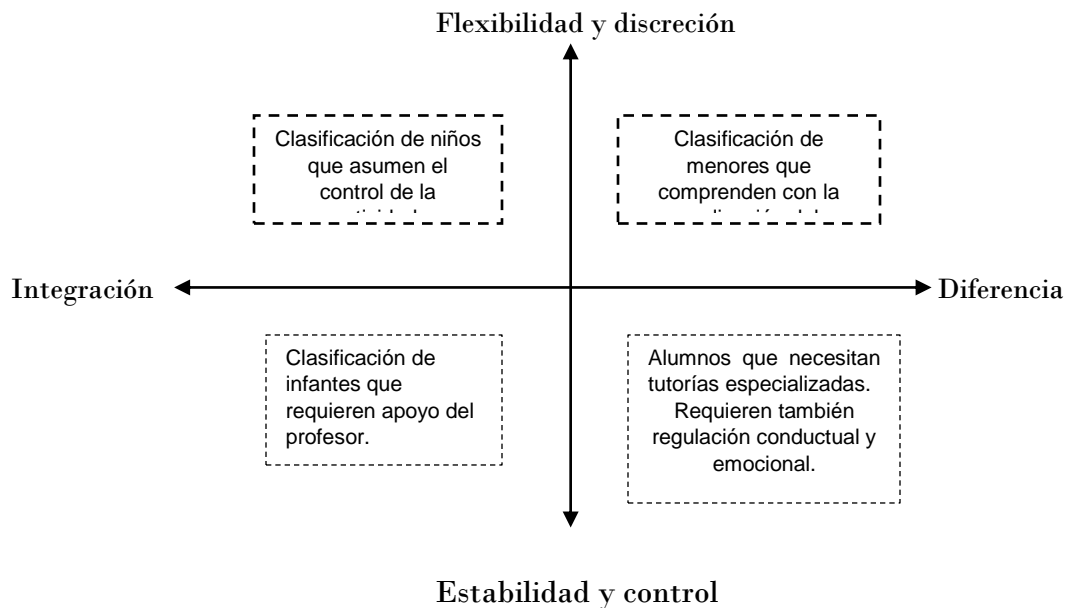 Flexibilidad y discreción
Clasificación de niños
que asumen el
control de la
Clasificación de
menores que
comprenden con la
Integración
Diferencia
Clasificación de
infantes que
requieren apoyo del
profesor.
Alumnos que necesitan
tutorías especializadas.
Requieren también
regulación conductual y
emocional.
Estabilidad y control